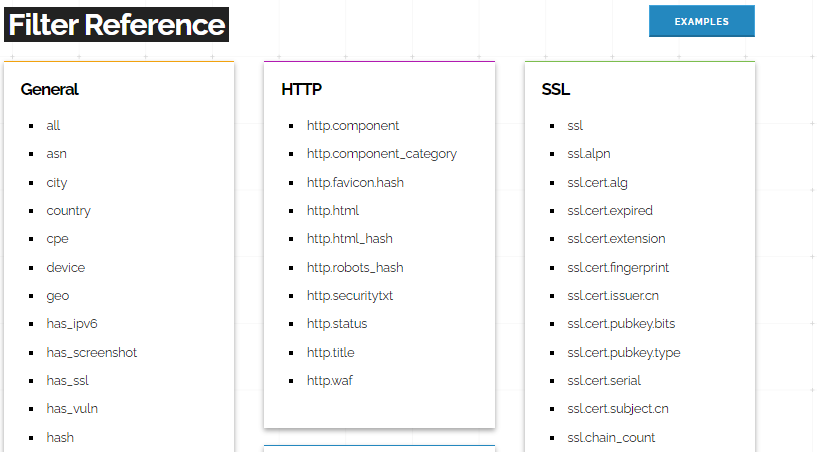 Filter Reference
EXAMPLES
General
all
asn
city
country
cpe
device
geo
has_ipv6
has_screenshot
has_ssl
has_vuln
hash
HTTP
http.component
http.component_category
http.favicon.hash
http.html
http.html_hash
http.robots_hash
http.securitytxt
http.status
http.title
http.waf
SSL
ssl
ssl.alpn
ssl.cert.alg
ssl.cert.expired
ssl.cert.extension
ssl.cert.fingerprint
ssl.cert.issuer.cn
ssl.cert.pubkey.bits
ssl.cert.pubkey.type
ssl.cert.serial
ssl.cert.subject.cn
ssl.chain_count